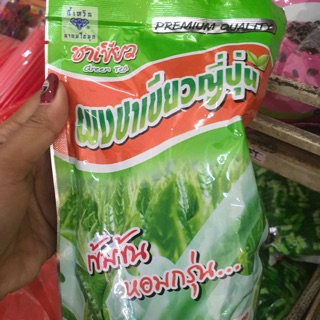 PREMIUM QUALITY
ชาเขียว
Green Tea
ผงชาเขียวญี่ปุ่น
เข้มข้น
หอมกรุ่น...